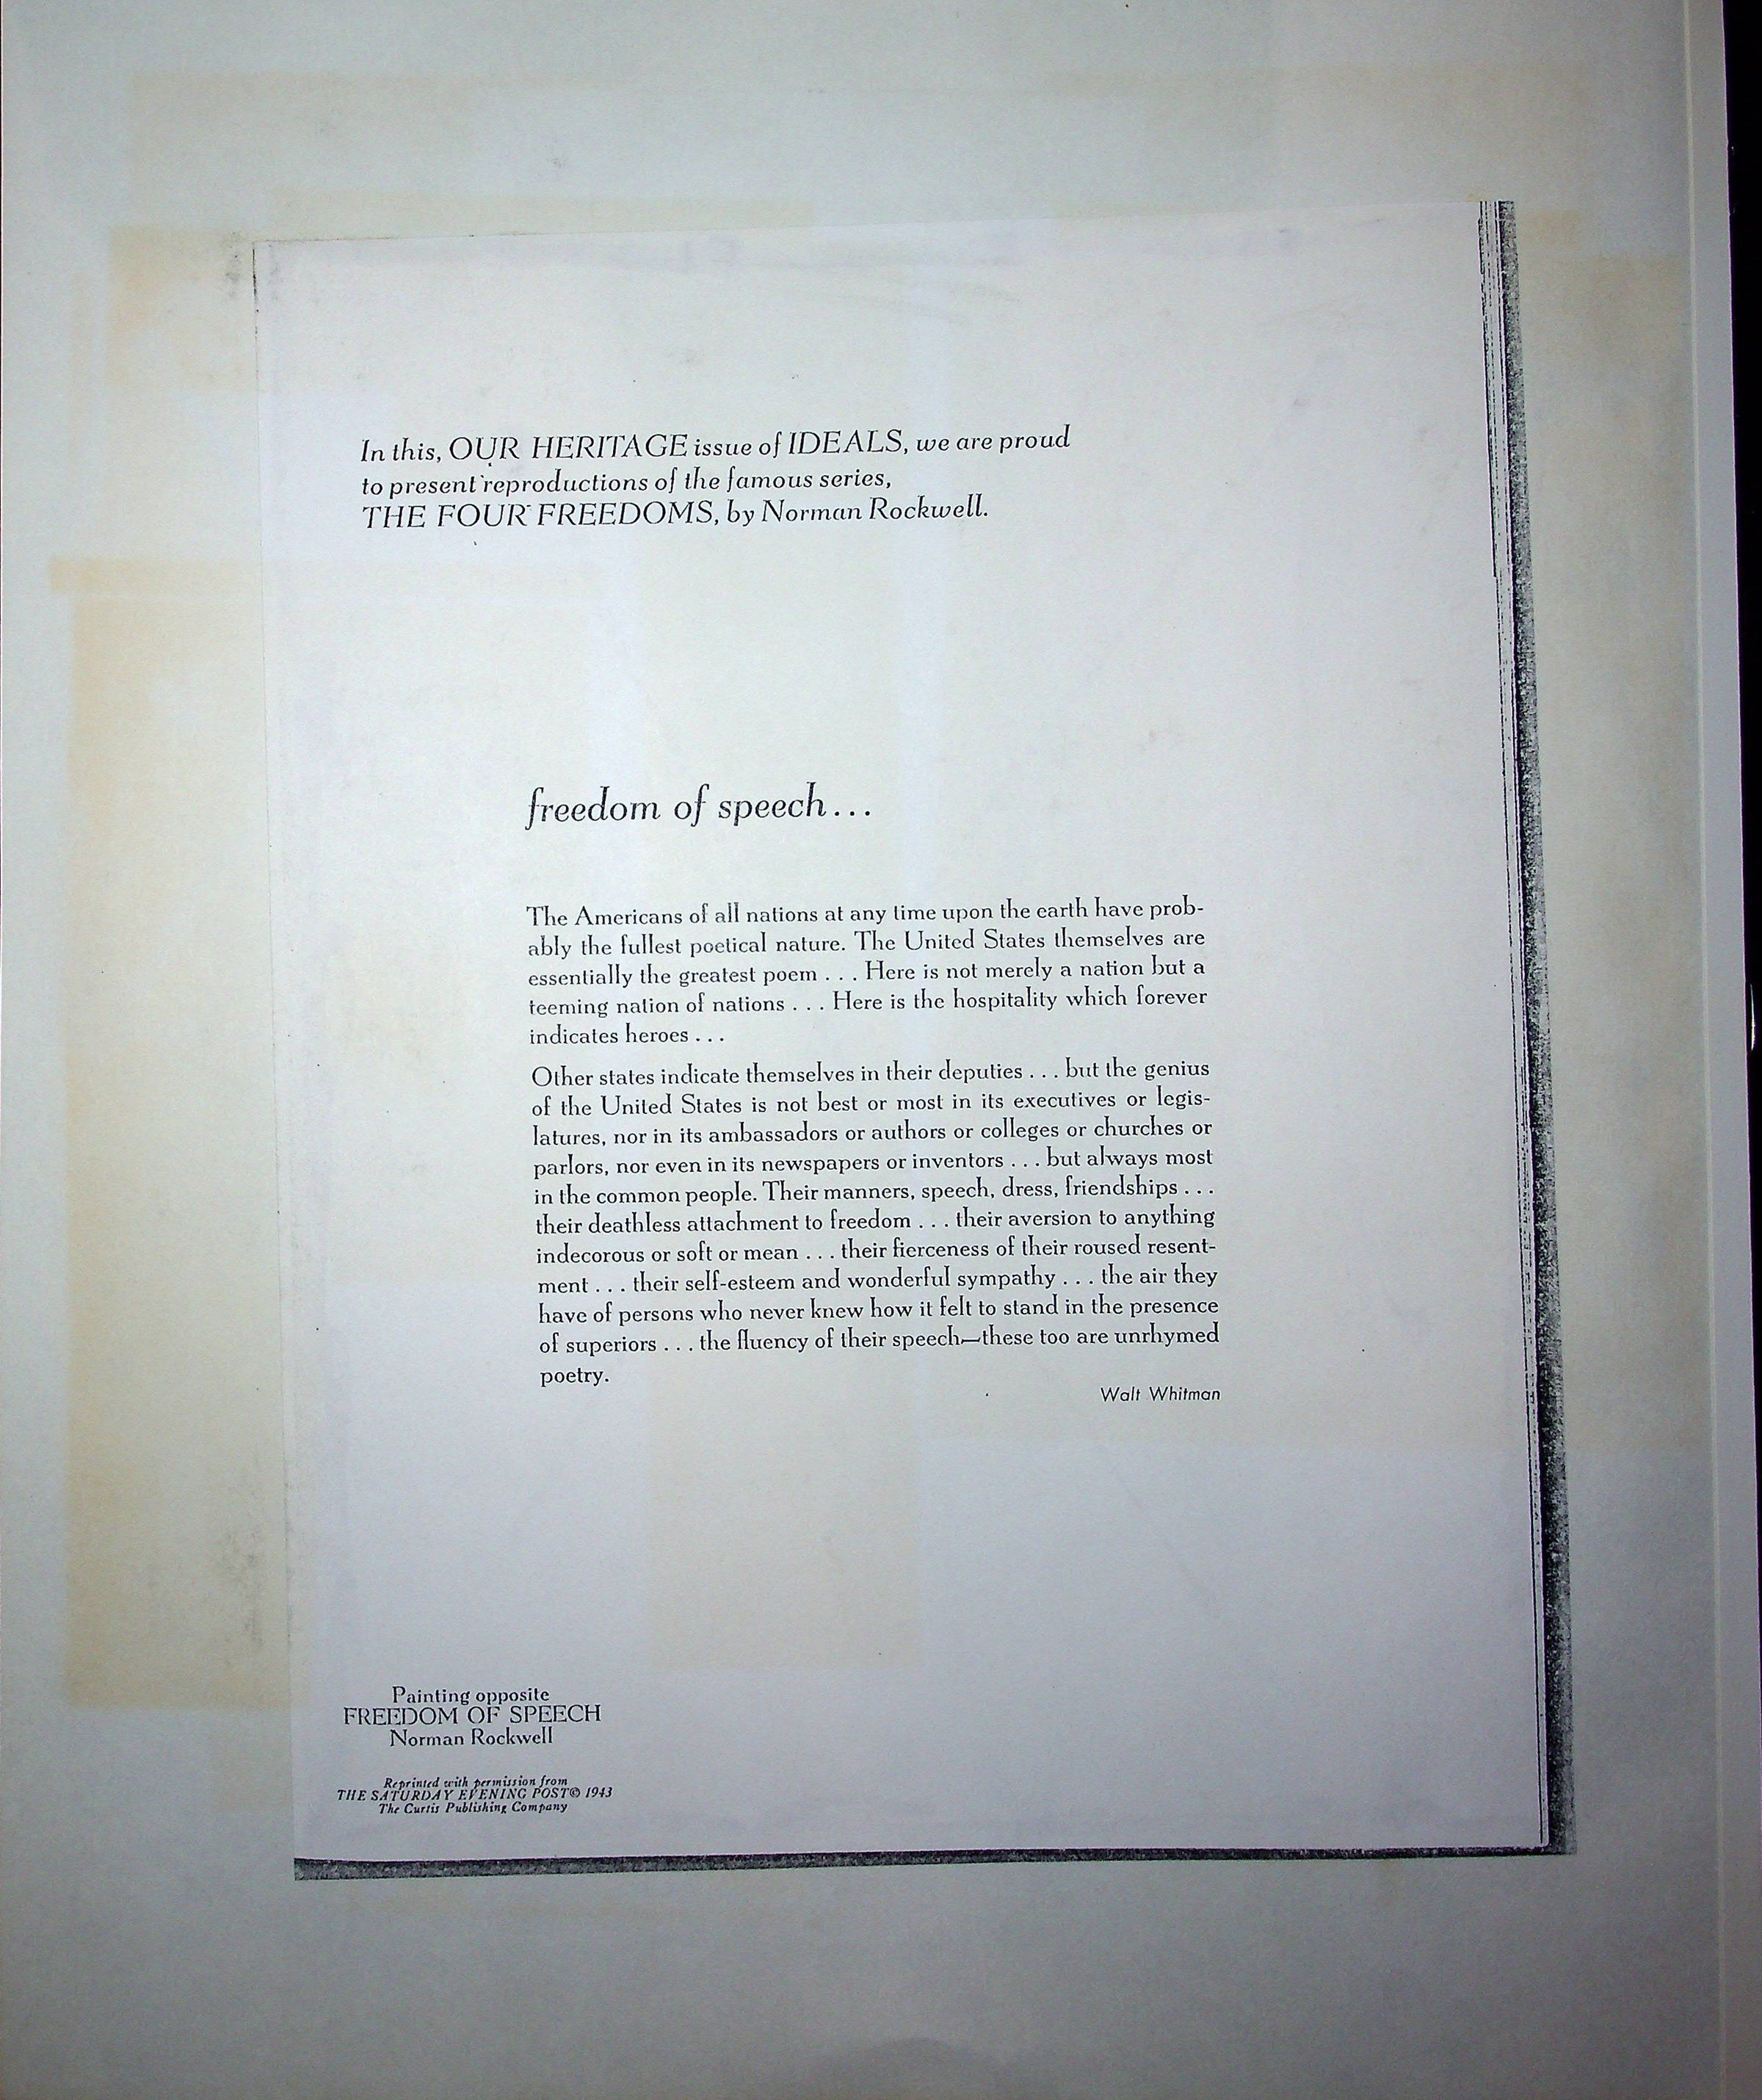 In this, OUR HERITAGE issue of IDEALS, we are proud
to present reproductions of the famous series,
THE FOUR FREEDOMS, by Norman Rockwell.
freedom of speech...
The Americans of all nations at any time upon the earth have prob-
ably the fullest poetical nature. The United States themselves are
essentially the greatest poem . . . Here is not merely a nation but a
teeming nation of nations . . . Here is the hospitality which forever
indicates heroes . . .
Other states indicate themselves in their deputies . . . but the genius
of the United States is not best or most in its executives or legis-
latures, nor in its ambassadors or authors or colleges or churches or
parlors, nor even in its newspapers or inventors . . . but always most
in the common people. Their manners, speech, dress, friendships . . .
their deathless attachment to freedom . . . their aversion to anything
indecorous or soft or mean . . . their fierceness of their roused resent-
ment . . . their self-esteem and wonderful sympathy . . . the air they
have of persons who never knew how it felt to stand in the presence
of superiors . . . the fluency of their speech—these too are unrhymed
poetry.
Walt Whitman
Painting opposite
FREEDOM OF SPEECH
Norman Rockwell
Reprinted with permission from
THE SATURDAY EVENING POST© 1943
The Curtis Publishing Company